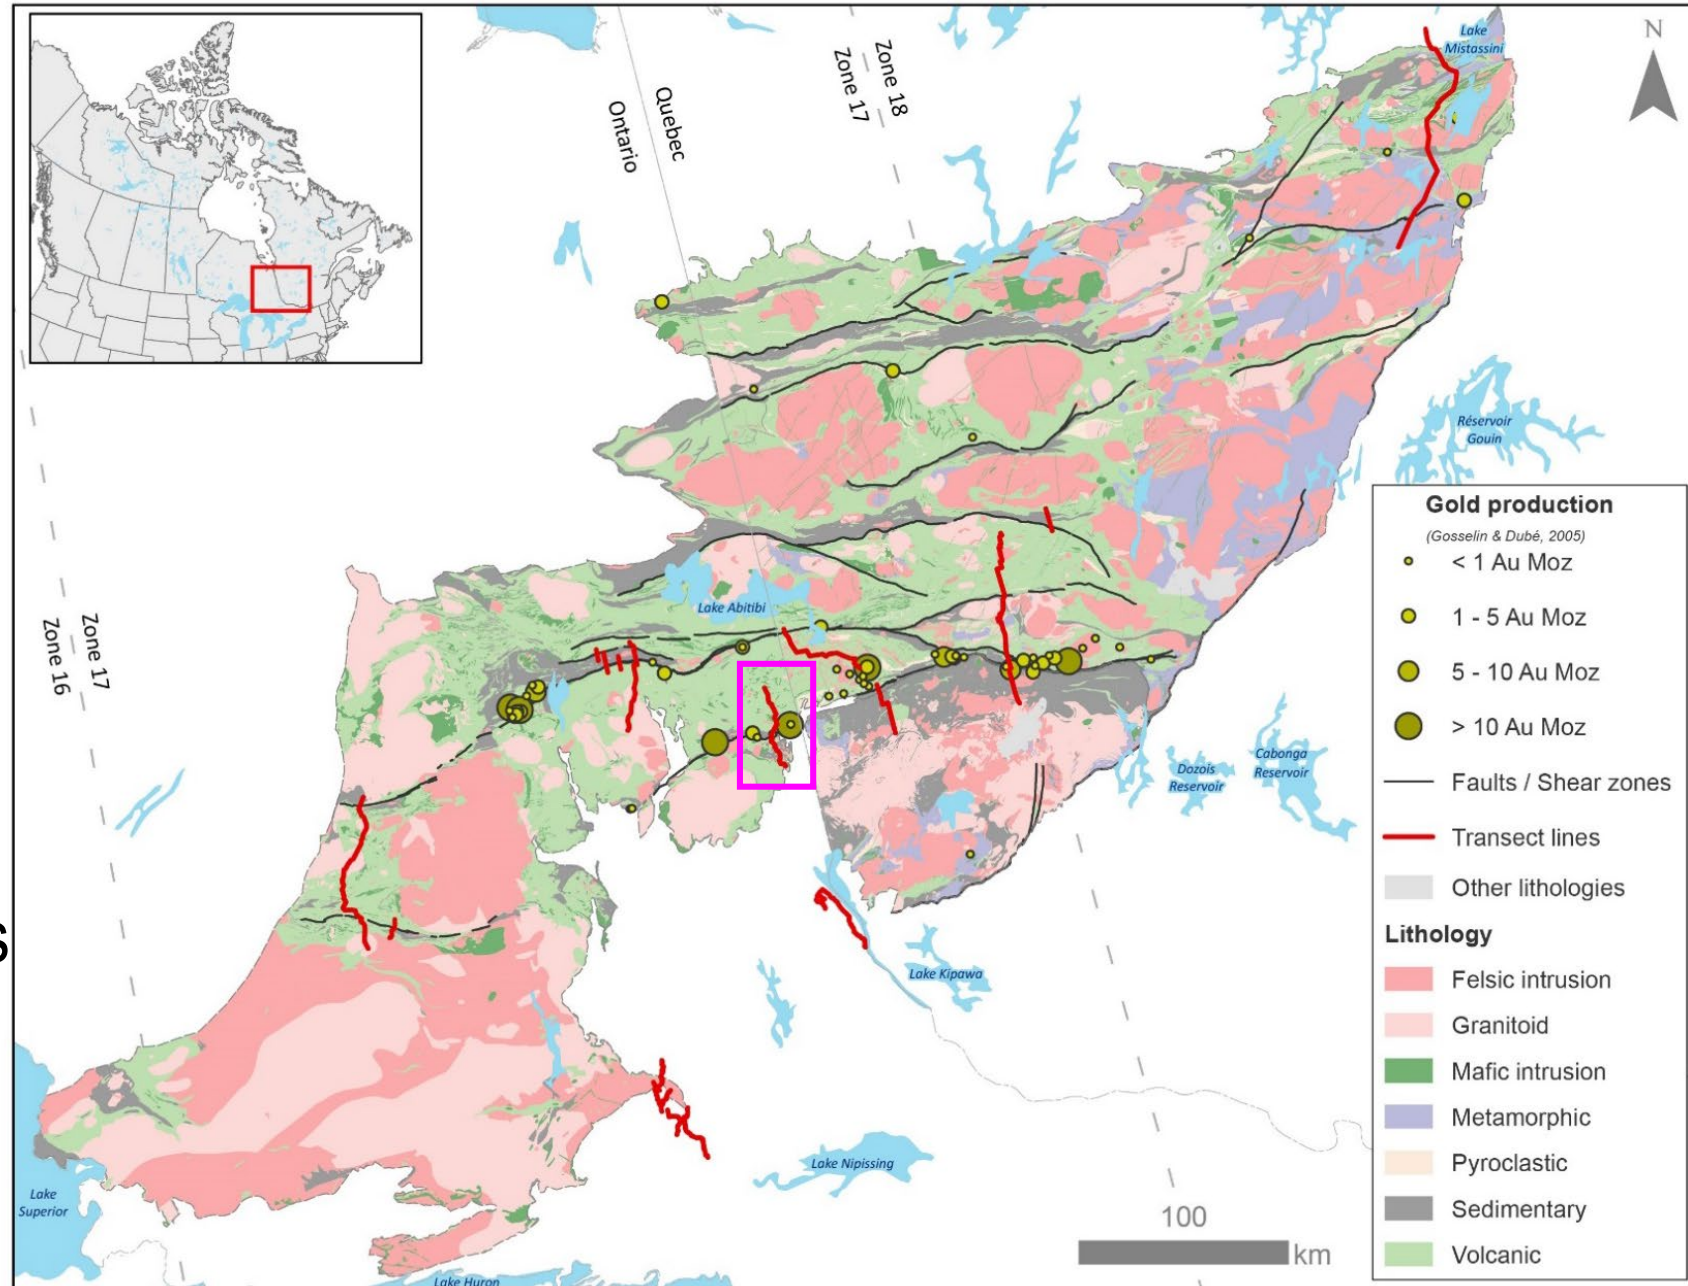 Lake
Mistassini
N
Zone 17
Zone 18
Ontario
Quebec
Réservoir
Gouin
Gold production
(Gosselin & Dubé, 2005)
< 1 Au Moz
1 - 5 Au Moz
5 - 10 Au Moz
> 10 Au Moz
Faults / Shear zones
Transect lines
Other lithologies
Lithology
Felsic intrusion
Granitoid
Mafic intrusion
Metamorphic
Pyroclastic
Sedimentary
Volcanic
Lake Abitibi
Zone 16
Zone 17
Dozois
Reservoir
Cabonga
Reservoir
S
Lake Kipawa
Lake Nipissing
Lake
Superior
100
km
Lake Huron